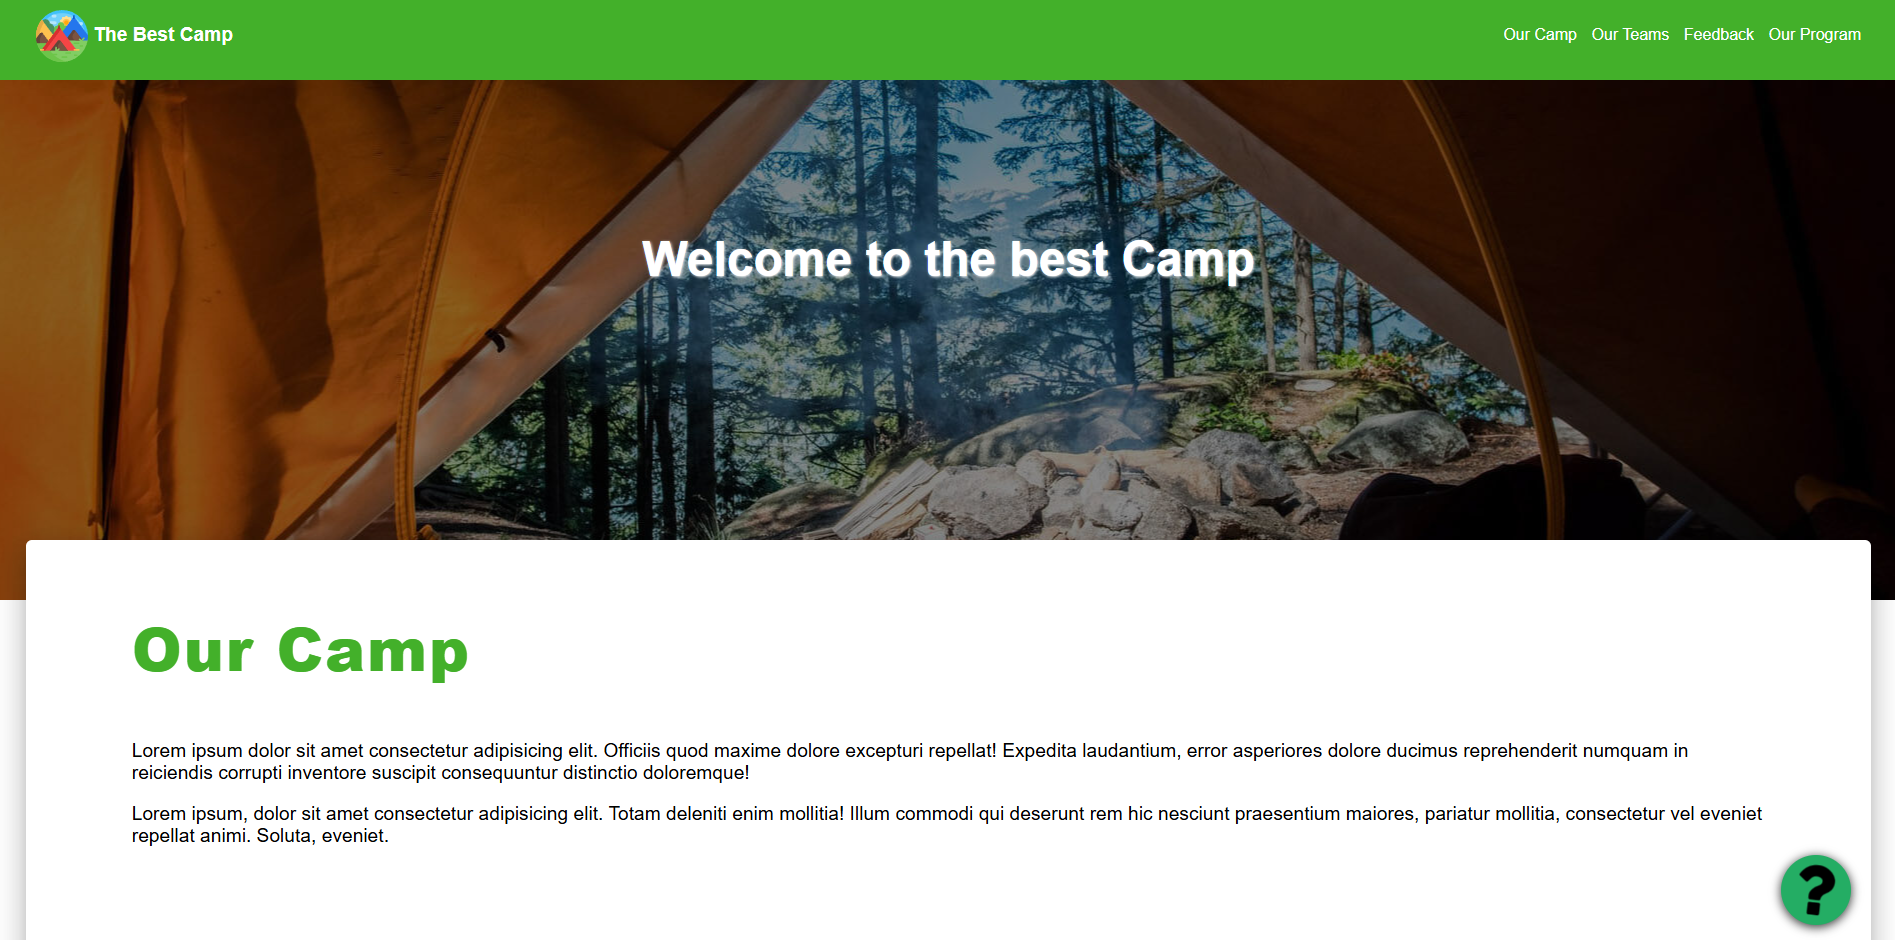 The Best Camp
Our Camp Our Teams Feedback Our Program
Welcome to the best Camp
Our Camp
Lorem ipsum dolor sit amet consectetur adipisicing elit. Officiis quod maxime dolore excepturi repellat! Expedita laudantium, error asperiores dolore ducimus reprehenderit numquam in
reiciendis corrupti inventore suscipit consequuntur distinctio doloremque!
Lorem ipsum, dolor sit amet consectetur adipisicing elit. Totam deleniti enim mollitia! Illum commodi qui deserunt rem hic nesciunt praesentium maiores, pariatur mollitia, consectetur vel eveniet
repellat animi. Soluta, eveniet.
?